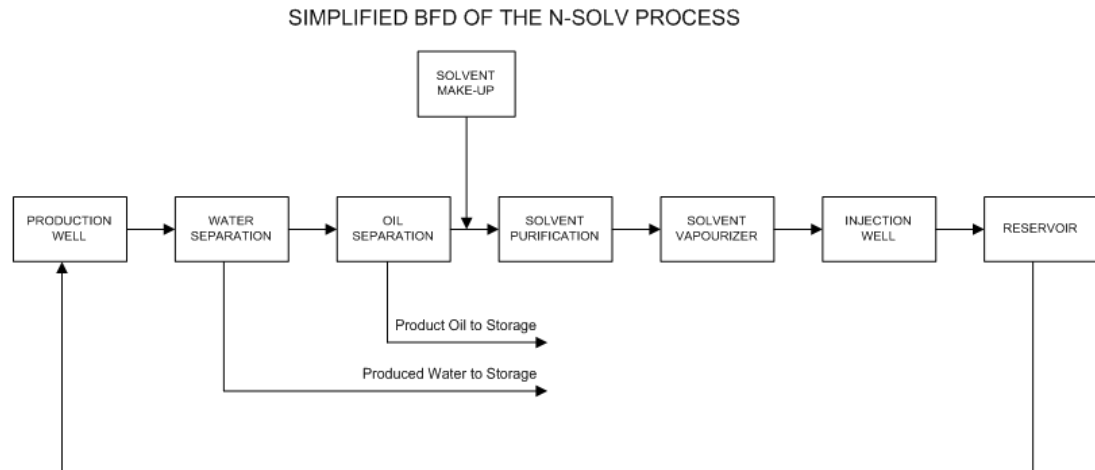 SIMPLIFIED BFD OF THE N-SOLV PROCESS
SOLVENT
MAKE-UP
PRODUCTION
WELL
WATER
SEPARATION
OIL
SEPARATION
SOLVENT
PURIFICATION
SOLVENT
VAPOURIZER
INJECTION
WELL
RESERVOIR
Product Oil to Storage
Produced Water to Storage